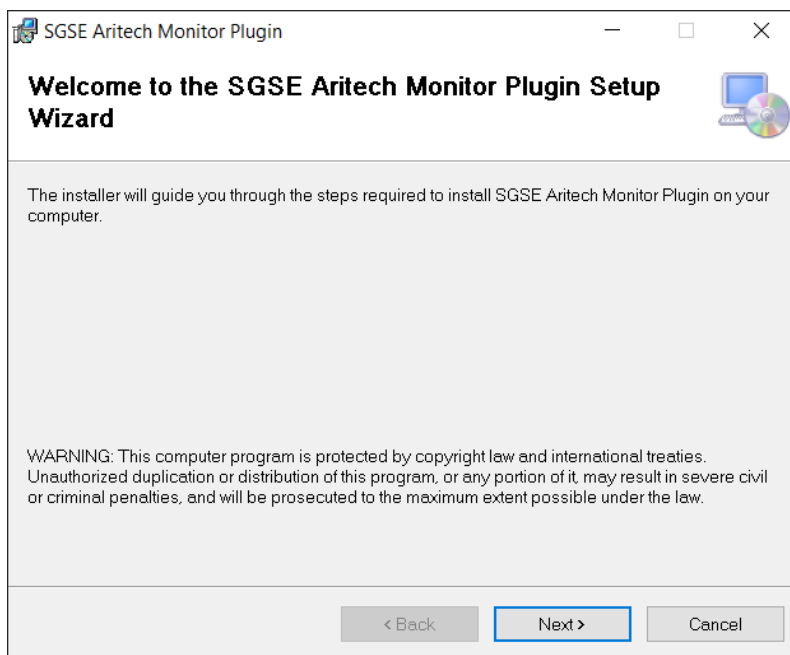 SGSE Aritech Monitor Plugin
Welcome to the SGSE Aritech Monitor Plugin Setup
Wizard
The installer will guide you through the steps required to install SGSE Aritech Monitor Plugin on your
computer.
WARNING: This computer program is protected by copyright law and international treaties.
Unauthorized duplication or distribution of this program, or any portion of it, may result in severe civil
or criminal penalties, and will be prosecuted to the maximum extent possible under the law.
< Back
Next >
Cancel